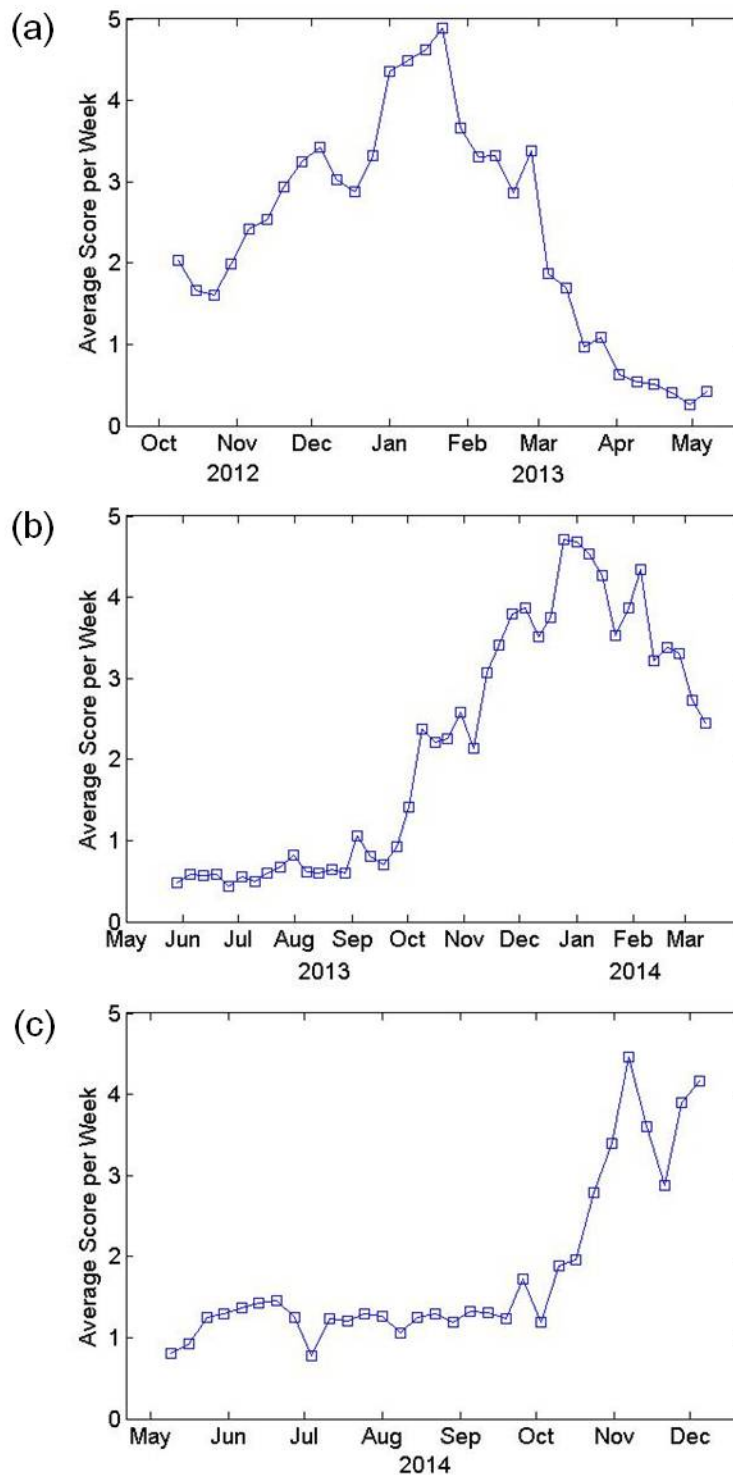 (a)
5
4
3
2
1
0
Average Score per Week
Oct Nov Dec Jan Feb Mar Apr May
2012 2013
(b)
5
4
3
2
1
0
Average Score per Week
May Jun Jul Aug Sep Oct Nov Dec Jan Feb Mar
2013 2014
(c)
5
4
3
2
1
0
Average Score per Week
May Jun Jul Aug Sep Oct Nov Dec
2014